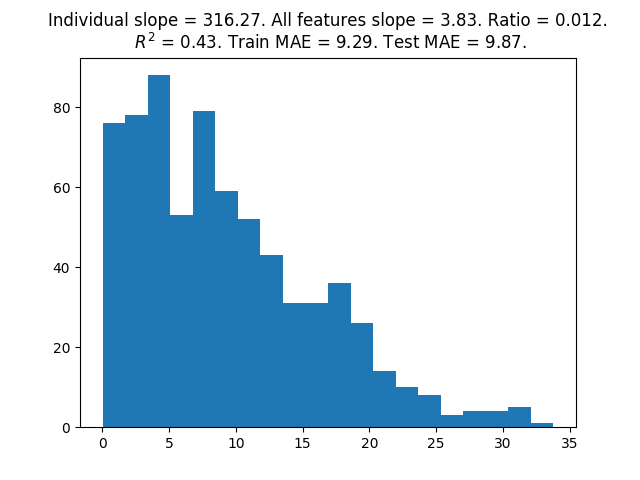 Individual slope = 316.27. All features slope = 3.83. Ratio = 0.012.
R² = 0.43. Train MAE = 9.29. Test MAE = 9.87.
80
60
40
20
0
0 5 10 15 20 25 30 35